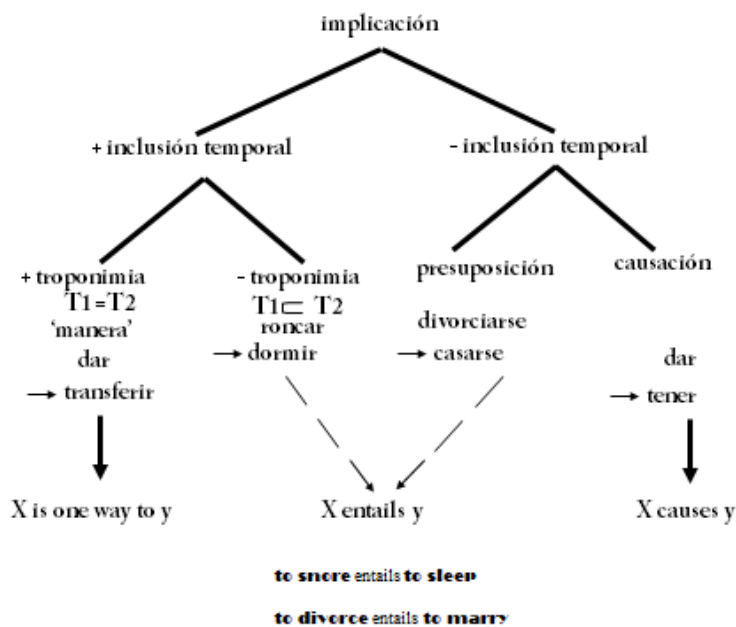 implicación
+ inclusión temporal
- inclusión temporal
+ troponimia
T1=T2
'manera'
dar
→ transferir
- troponimia
T1⊂ T2
roncar
→ dormir
presuposición
divorciarse
→ casarse
causación
dar
→ tener
X is one way to y
X entails y
X causes y
to snore entails to sleep
to divorce entails to marry